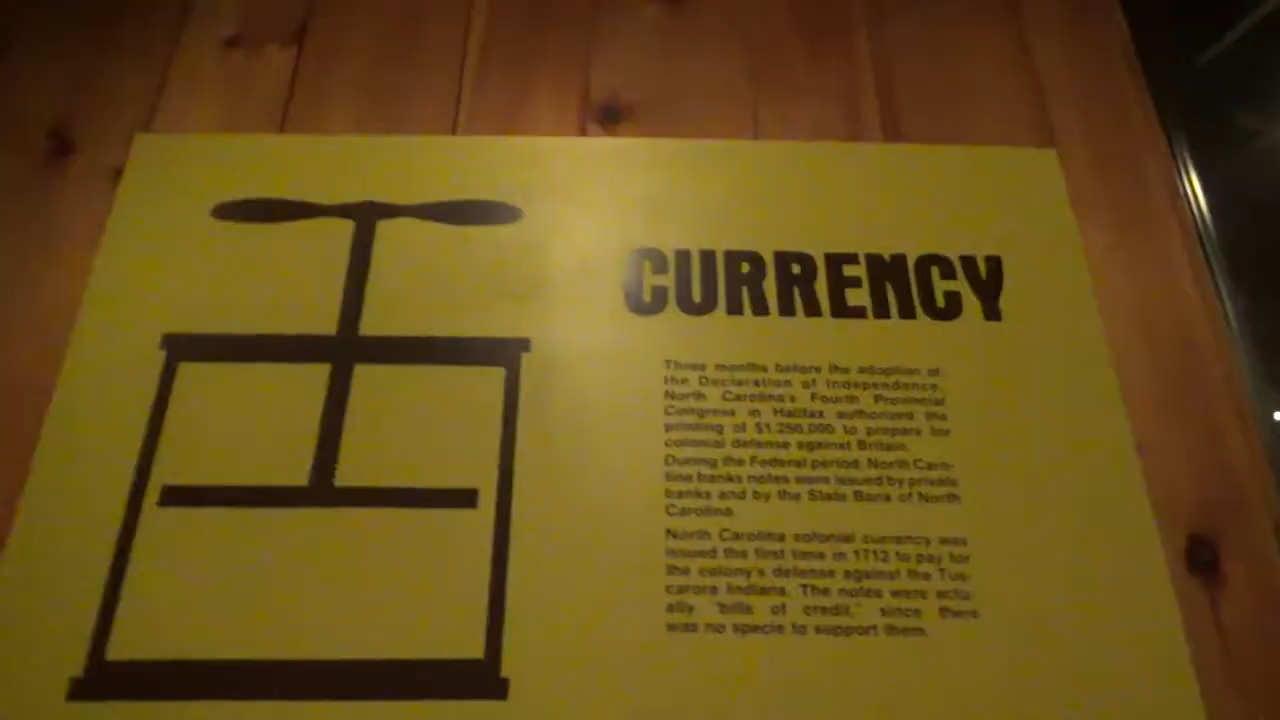 CURRENCY
Three months before the adoption of
the Declaration of Independence,
North Carolina's Fourth Provincial
Congress in Halifax authorized the
printing of $1,250,000 to prepare for
colonial defense against Britain.
During the Federal period, North Caro-
lina banks notes were issued by private
banks and by the State Bank of North
Carolina.
North Carolina colonial currency was
issued the first time in 1712 to pay for
the colony's defense against the Tus-
carora Indians. The notes were actu-
ally "bills of credit," since there
was no specie to support them.